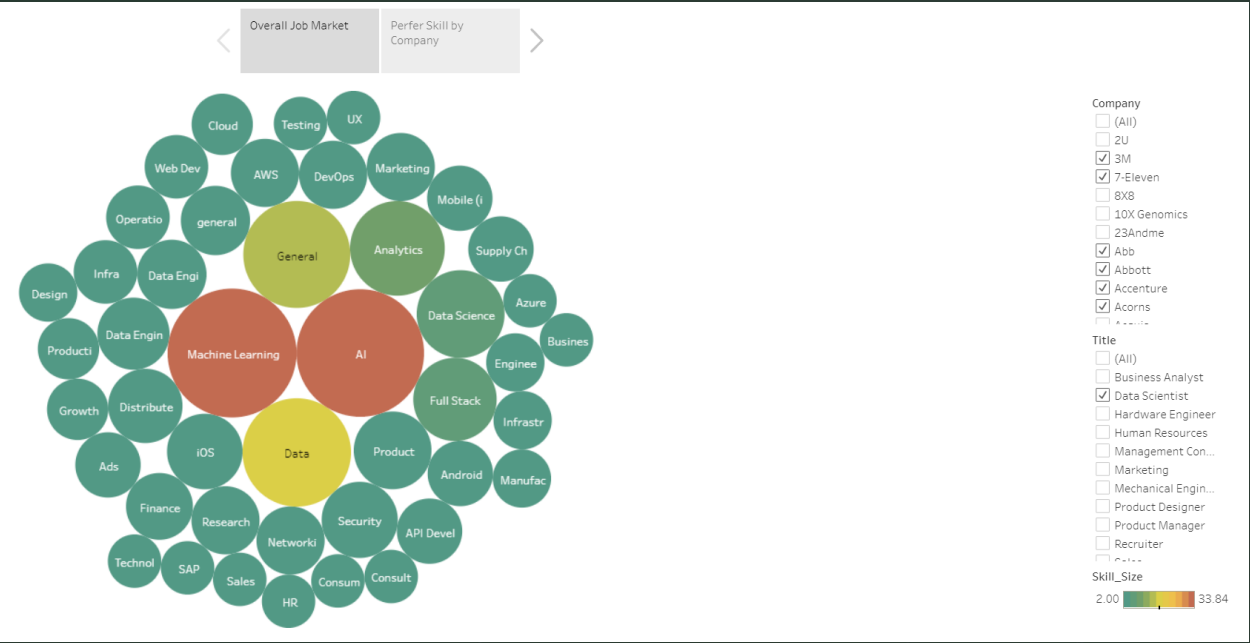 Overall Job Market
Perfer Skill by
Company
Cloud
Testing
UX
Web Dev
AWS
DevOps
Marketing
Mobile (i
Operatio
general
General
Analytics
Supply Ch
Infra
Data Engi
Design
Data Science
Azure
Data Engin
Producti
Machine Learning
AI
Enginee
Busines
Growth
Distribute
Full Stack
Infrastr
Ads
iOS
Data
Product
Android
Manufac
Finance
Research
Networki
Security
API Devel
Technol
SAP
Sales
HR
Consum
Consult
Company
(All)
2U
3M
7-Eleven
8X8
10X Genomics
23Andme
Abb
Abbott
Accenture
Acorns
Title
(All)
Business Analyst
Data Scientist
Hardware Engineer
Human Resources
Management Con...
Marketing
Mechanical Engin...
Product Designer
Product Manager
Recruiter
Skill_Size
2.00 33.84